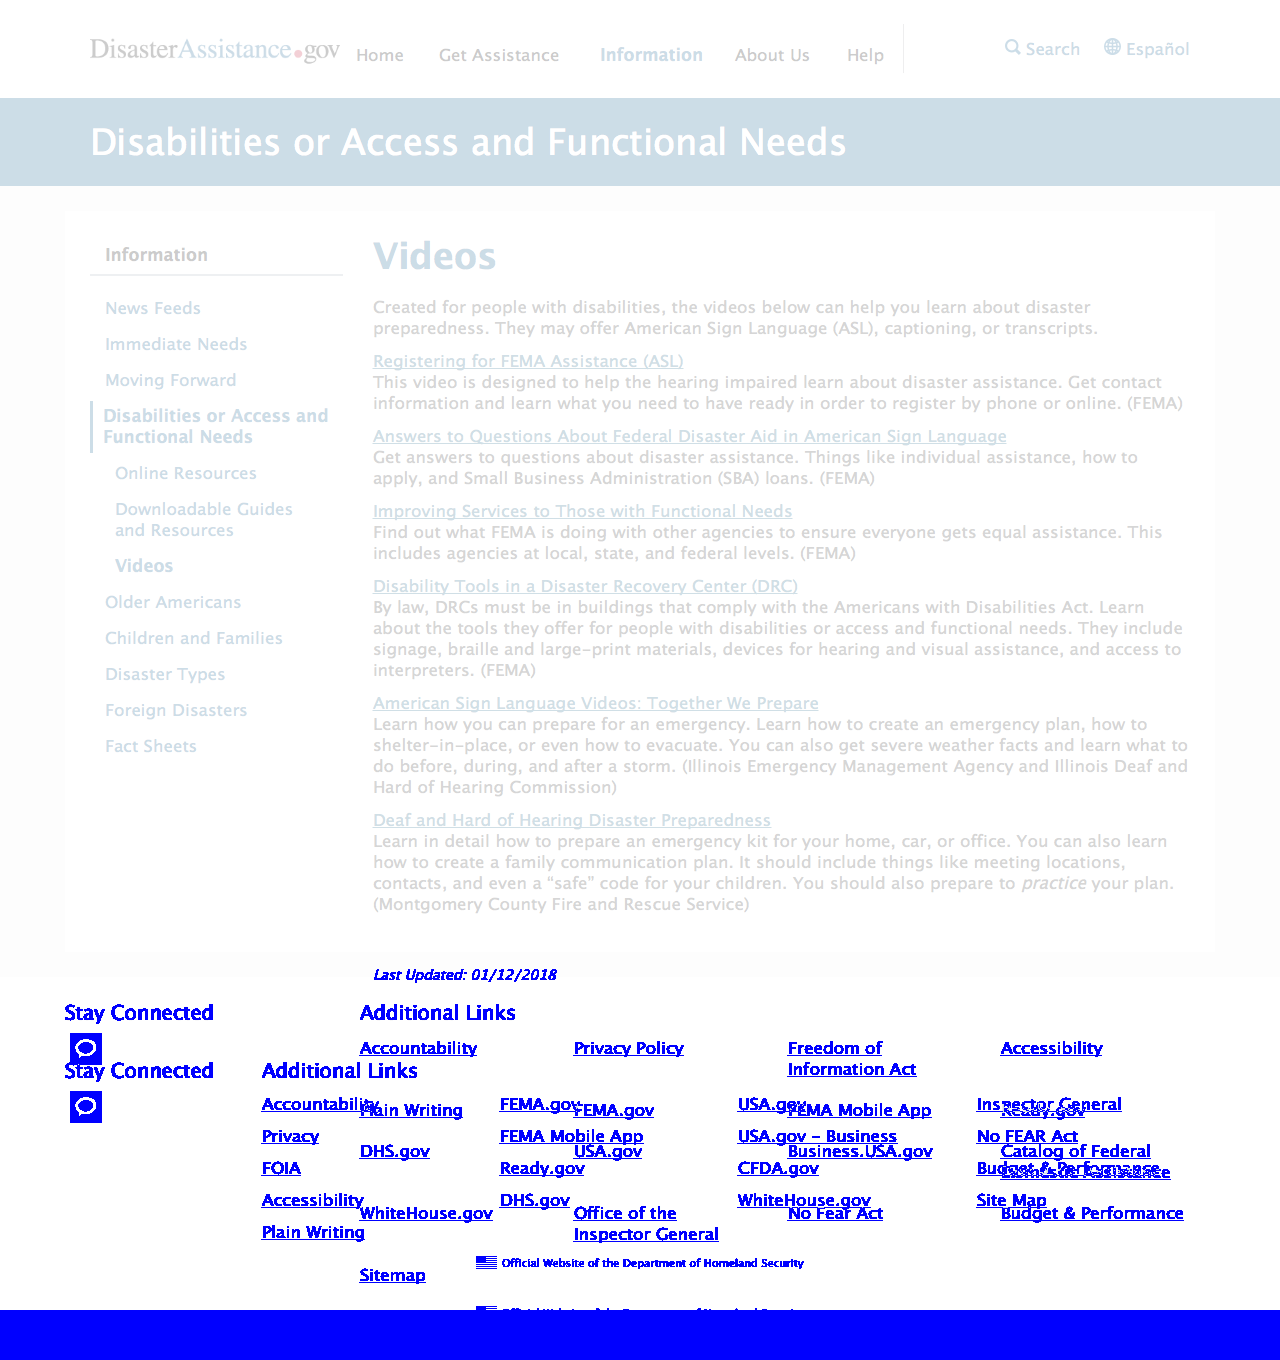 DisasterAssistance.gov
Home Get Assistance Information About Us Help Search Español
Disabilities or Access and Functional Needs
Information
News Feeds
Immediate Needs
Moving Forward
Disabilities or Access and
Functional Needs
Online Resources
Downloadable Guides
and Resources
Videos
Older Americans
Children and Families
Disaster Types
Foreign Disasters
Fact Sheets
Videos
Created for people with disabilities, the videos below can help you learn about disaster
preparedness. They may offer American Sign Language (ASL), captioning, or transcripts.
Registering for FEMA Assistance (ASL)
This video is designed to help the hearing impaired learn about disaster assistance. Get contact
information and learn what you need to have ready in order to register by phone or online. (FEMA)
Answers to Questions About Federal Disaster Aid in American Sign Language
Get answers to questions about disaster assistance. Things like individual assistance, how to
apply, and Small Business Administration (SBA) loans. (FEMA)
Improving Services to Those with Functional Needs
Find out what FEMA is doing with other agencies to ensure everyone gets equal assistance. This
includes agencies at local, state, and federal levels. (FEMA)
Disability Tools in a Disaster Recovery Center (DRC)
By law, DRCs must be in buildings that comply with the Americans with Disabilities Act. Learn
about the tools they offer for people with disabilities or access and functional needs. They include
signage, braille and large-print materials, devices for hearing and visual assistance, and access to
interpreters. (FEMA)
American Sign Language Videos: Together We Prepare
Learn how you can prepare for an emergency. Learn how to create an emergency plan, how to
shelter-in-place, or even how to evacuate. You can also get severe weather facts and learn what to
do before, during, and after a storm. (Illinois Emergency Management Agency and Illinois Deaf and
Hard of Hearing Commission)
Deaf and Hard of Hearing Disaster Preparedness
Learn in detail how to prepare an emergency kit for your home, car, or office. You can also learn
how to create a family communication plan. It should include things like meeting locations,
contacts, and even a “safe” code for your children. You should also prepare to practice your plan.
(Montgomery County Fire and Rescue Service)
Last Updated: 01/12/2018
Stay Connected Additional Links
Accountability Privacy Policy Freedom of Accessibility
Information Act
Stay Connected Additional Links
Accountability FEMA.gov USA.gov Inspector General
Plain Writing FEMA.gov FEMA Mobile App Ready.gov
Privacy FEMA Mobile App USA.gov - Business No FEAR Act
DHS.gov USA.gov Business.USA.gov Catalog of Federal
FOIA Ready.gov CFDA.gov Budget & Performance
Domestic Assistance
Accessibility DHS.gov WhiteHouse.gov Site Map
WhiteHouse.gov Office of the No Fear Act Budget & Performance
Plain Writing Inspector General
Official Website of the Department of Homeland Security
Sitemap